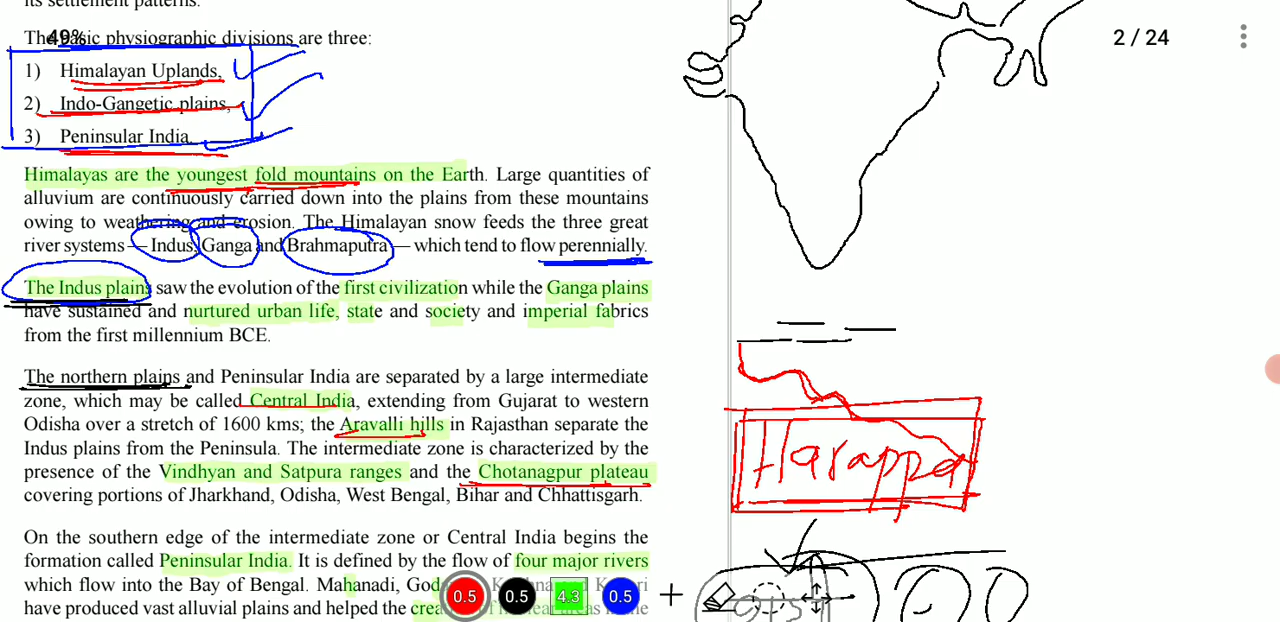 its settlement patterns.
The basic physiographic divisions are three:
49%
2 / 24
1) Himalayan Uplands,
2) Indo-Gangetic plains,
3) Peninsular India.
Himalayas are the youngest fold mountains on the Earth. Large quantities of
alluvium are continuously carried down into the plains from these mountains
owing to weathering and erosion. The Himalayan snow feeds the three great
river systems — Indus, Ganga and Brahmaputra — which tend to flow perennially.
The Indus plains saw the evolution of the first civilization while the Ganga plains
have sustained and nurtured urban life, state and society and imperial fabrics
from the first millennium BCE.
The northern plains and Peninsular India are separated by a large intermediate
zone, which may be called Central India, extending from Gujarat to western
Odisha over a stretch of 1600 kms; the Aravalli hills in Rajasthan separate the
Indus plains from the Peninsula. The intermediate zone is characterized by the
presence of the Vindhyan and Satpura ranges and the Chotanagpur plateau
covering portions of Jharkhand, Odisha, West Bengal, Bihar and Chhattisgarh.
Harappa
On the southern edge of the intermediate zone or Central India begins the
formation called Peninsular India. It is defined by the flow of four major rivers
which flow into the Bay of Bengal. Mahanadi,
have produced vast alluvial plains and helped the
0.5 0.5 4.3 0.5